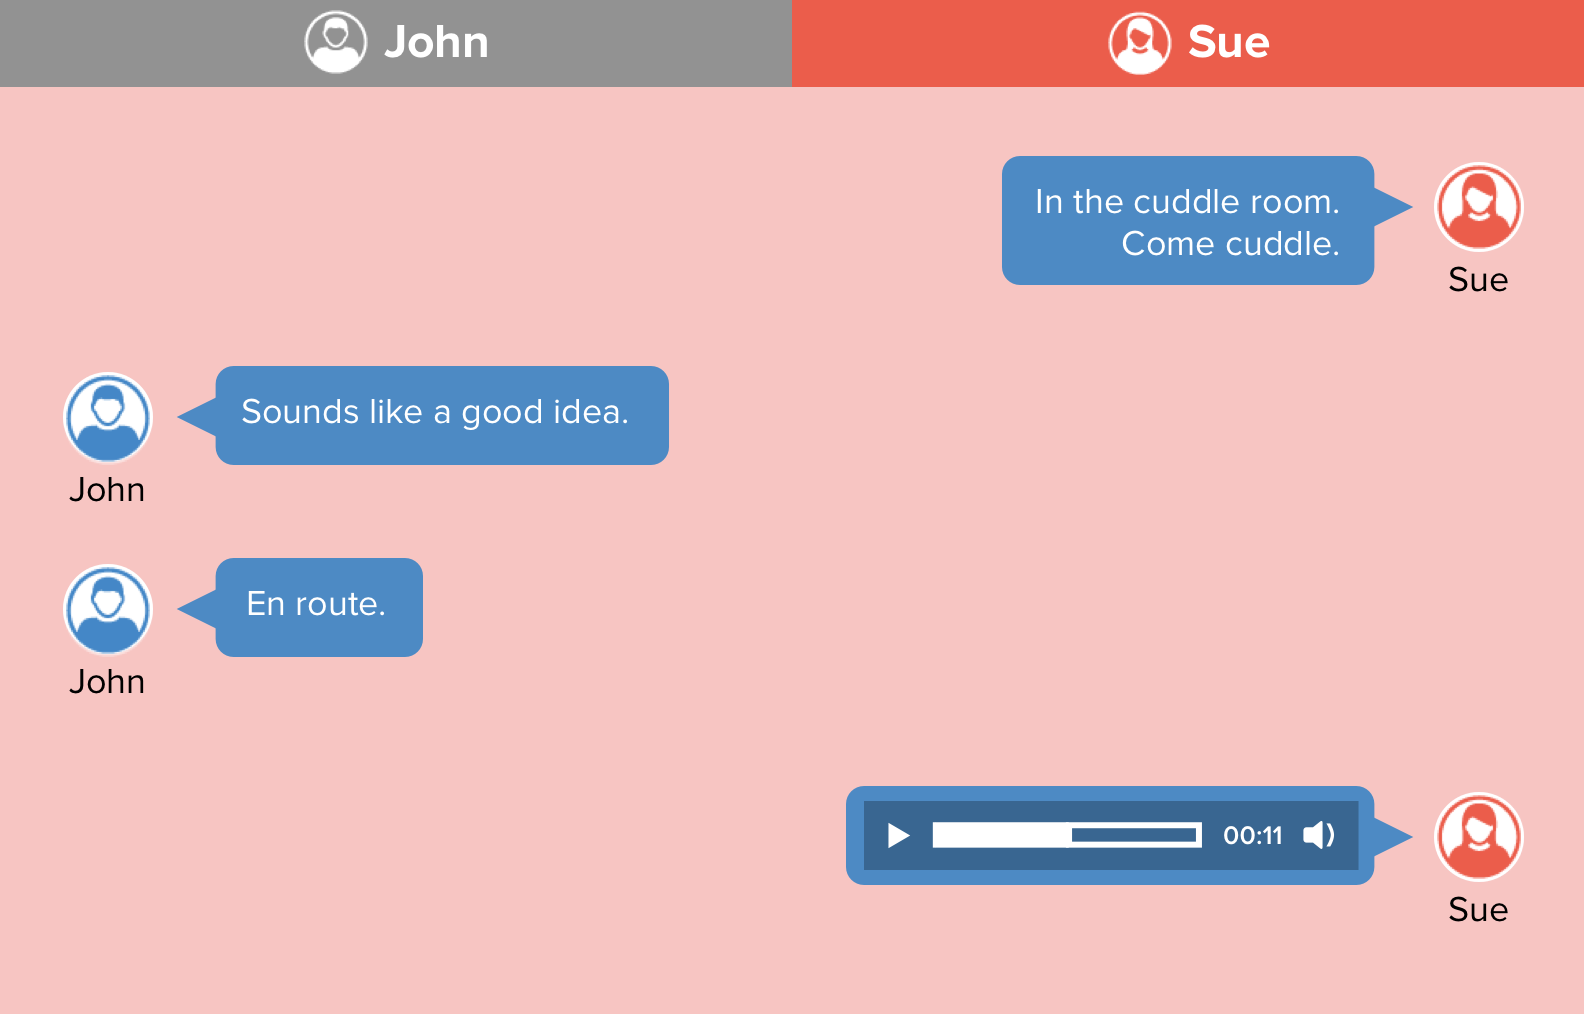 John
Sue
In the cuddle room.
Come cuddle.
Sue
Sounds like a good idea.
John
En route.
John
00:11
Sue